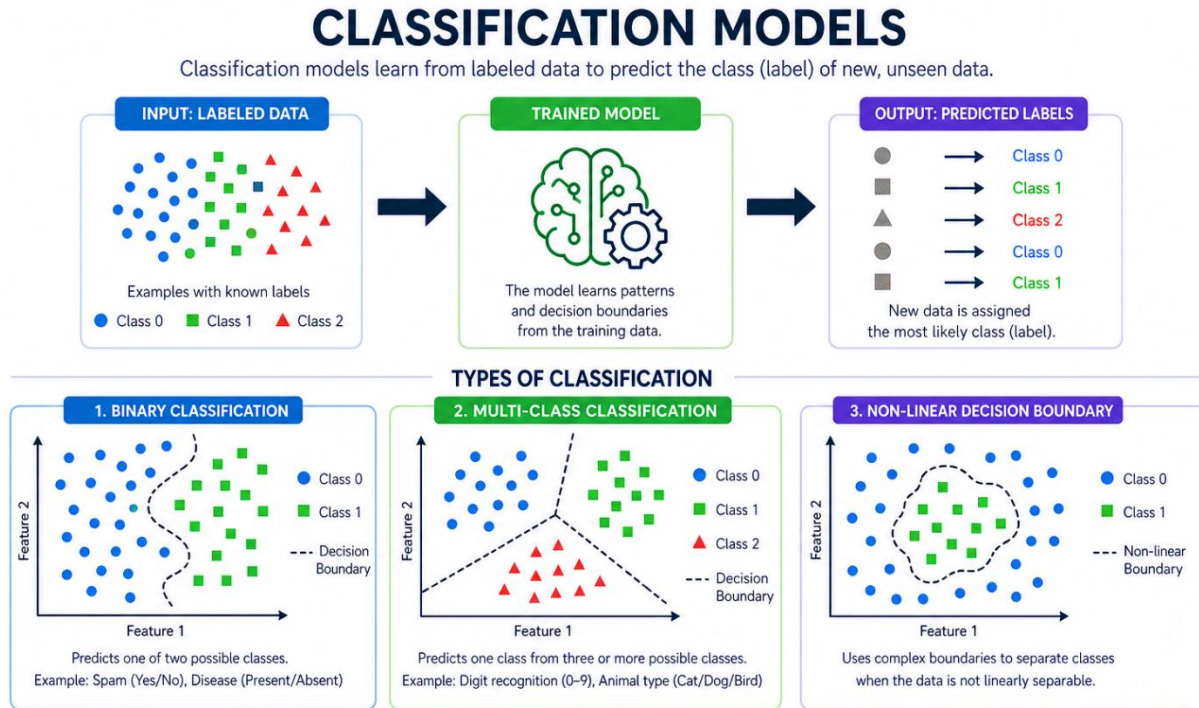 CLASSIFICATION MODELS
Classification models learn from labeled data to predict the class (label) of new, unseen data.
INPUT: LABELED DATA
Examples with known labels
Class 0
Class 1
Class 2
TRAINED MODEL
The model learns patterns
and decision boundaries
from the training data.
OUTPUT: PREDICTED LABELS
Class 0
Class 1
Class 2
Class 0
Class 1
New data is assigned
the most likely class (label).
TYPES OF CLASSIFICATION
1. BINARY CLASSIFICATION
Feature 2
Class 0
Class 1
Decision
Boundary
Feature 1
Predicts one of two possible classes.
Example: Spam (Yes/No), Disease (Present/Absent)
2. MULTI-CLASS CLASSIFICATION
Feature 2
Class 0
Class 1
Class 2
Decision
Boundary
Feature 1
Predicts one class from three or more possible classes.
Example: Digit recognition (0–9), Animal type (Cat/Dog/Bird)
3. NON-LINEAR DECISION BOUNDARY
Feature 2
Class 0
Class 1
Non-linear
Boundary
Feature 1
Uses complex boundaries to separate classes
when the data is not linearly separable.